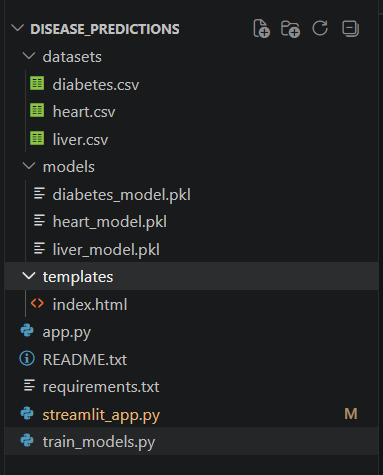 DISEASE_PREDICTIONS
datasets
diabetes.csv
heart.csv
liver.csv
models
diabetes_model.pkl
heart_model.pkl
liver_model.pkl
templates
index.html
app.py
README.txt
requirements.txt
streamlit_app.py M
train_models.py